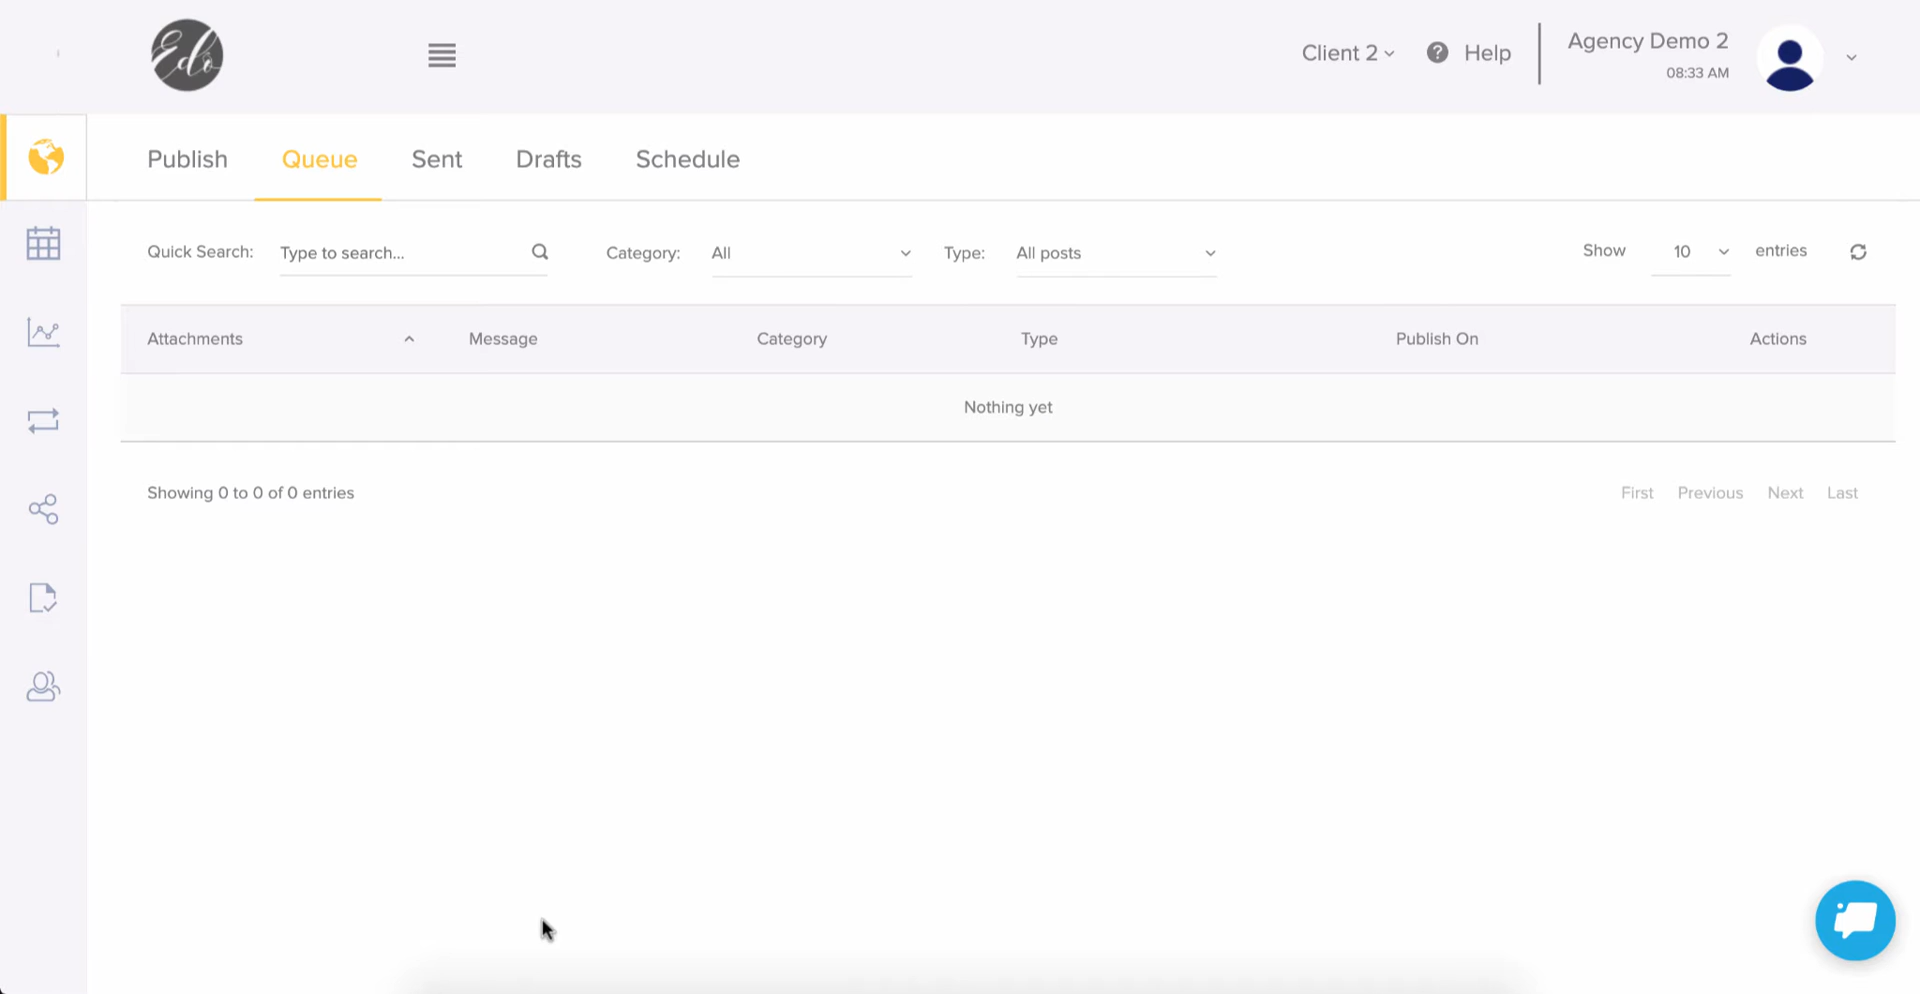 Edo
Client 2
? Help
Agency Demo 2
08:33 AM
Publish
Queue
Sent
Drafts
Schedule
Quick Search:
Type to search...
Category:
All
Type:
All posts
Show
10
entries
Attachments
Message
Category
Type
Publish On
Actions
Nothing yet
Showing 0 to 0 of 0 entries
First
Previous
Next
Last